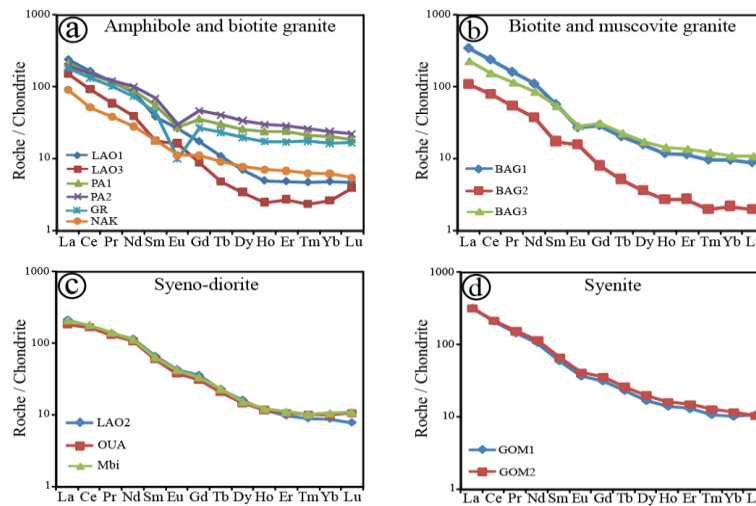 a Amphibole and biotite granite
Roche / Chondrite
1000
100
10
1
LAO1
LAO3
PA1
PA2
GR
NAK
La Ce Pr Nd Sm Eu Gd Tb Dy Ho Er Tm Yb Lu
b Biotite and muscovite granite
Roche / Chondrite
1000
100
10
1
BAG1
BAG2
BAG3
La Ce Pr Nd Sm Eu Gd Tb Dy Ho Er Tm Yb Lu
c Syeno-diorite
Roche / Chondrite
1000
100
10
1
LAO2
OUA
Mbi
La Ce Pr Nd Sm Eu Gd Tb Dy Ho Er Tm Yb Lu
d Syenite
Roche / Chondrite
1000
100
10
1
GOM1
GOM2
La Ce Pr Nd Sm Eu Gd Tb Dy Ho Er Tm Yb